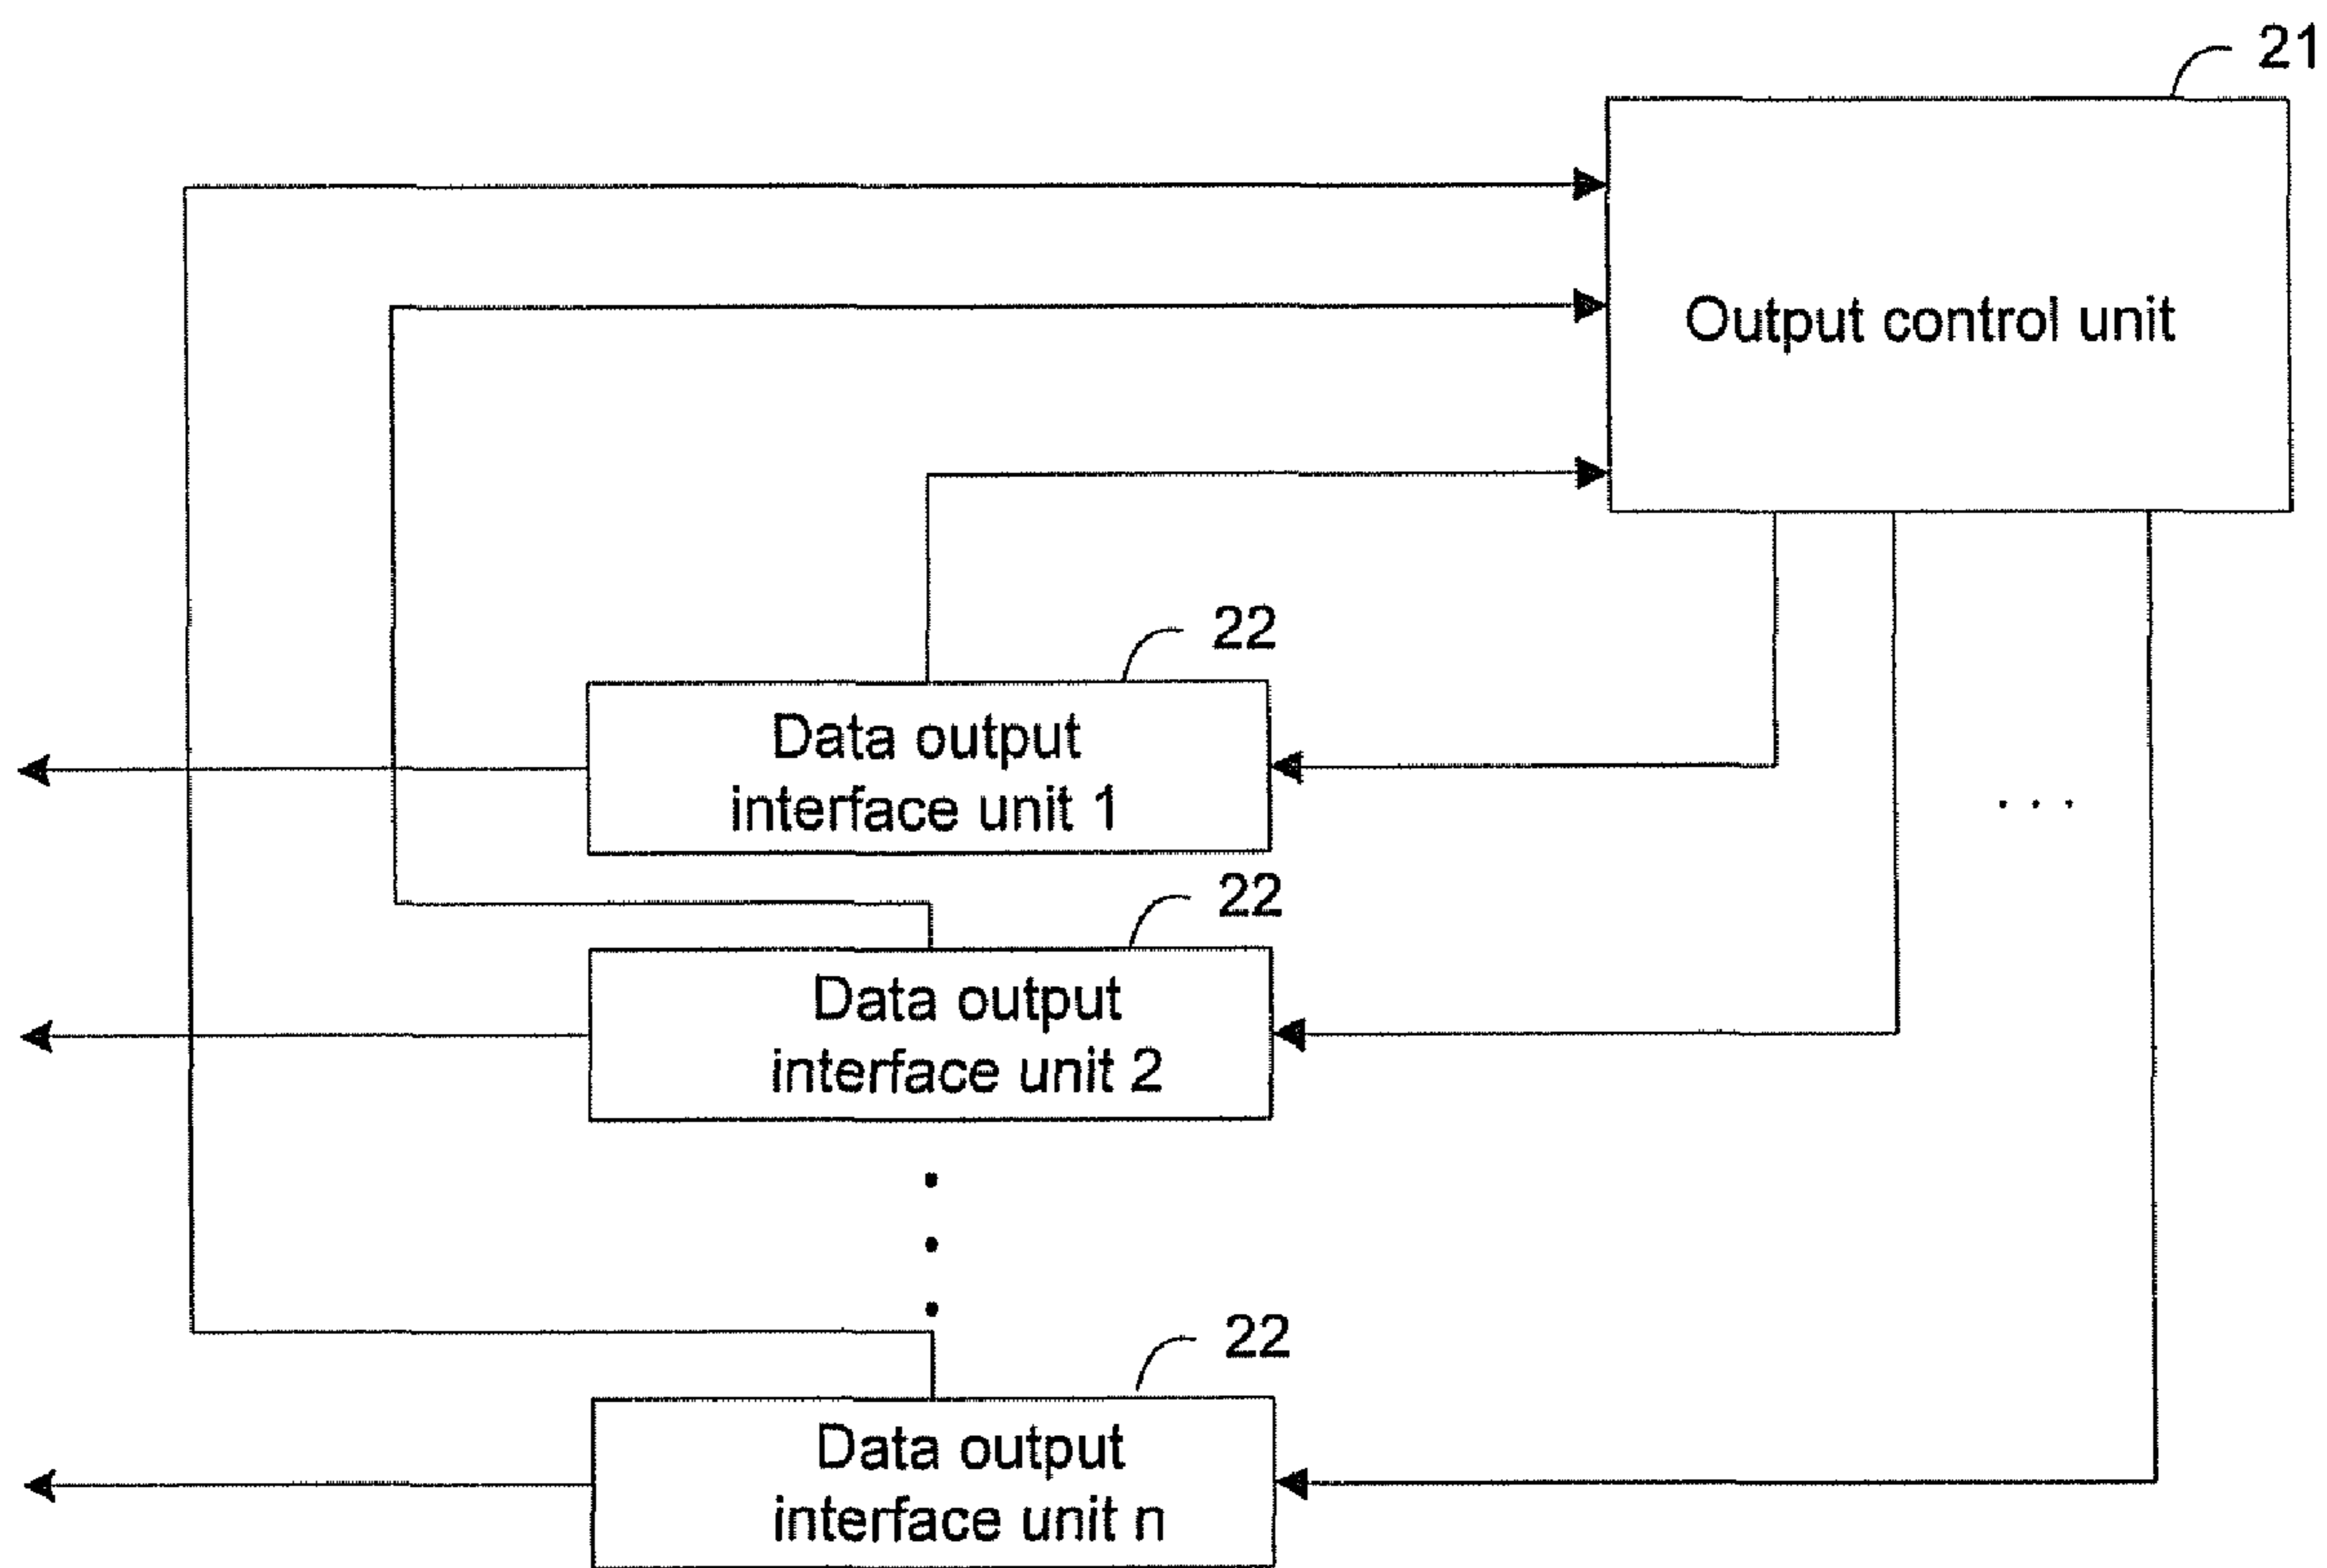 21
Output control unit
22
Data output
interface unit 1
. . .
22
Data output
interface unit 2
22
Data output
interface unit n